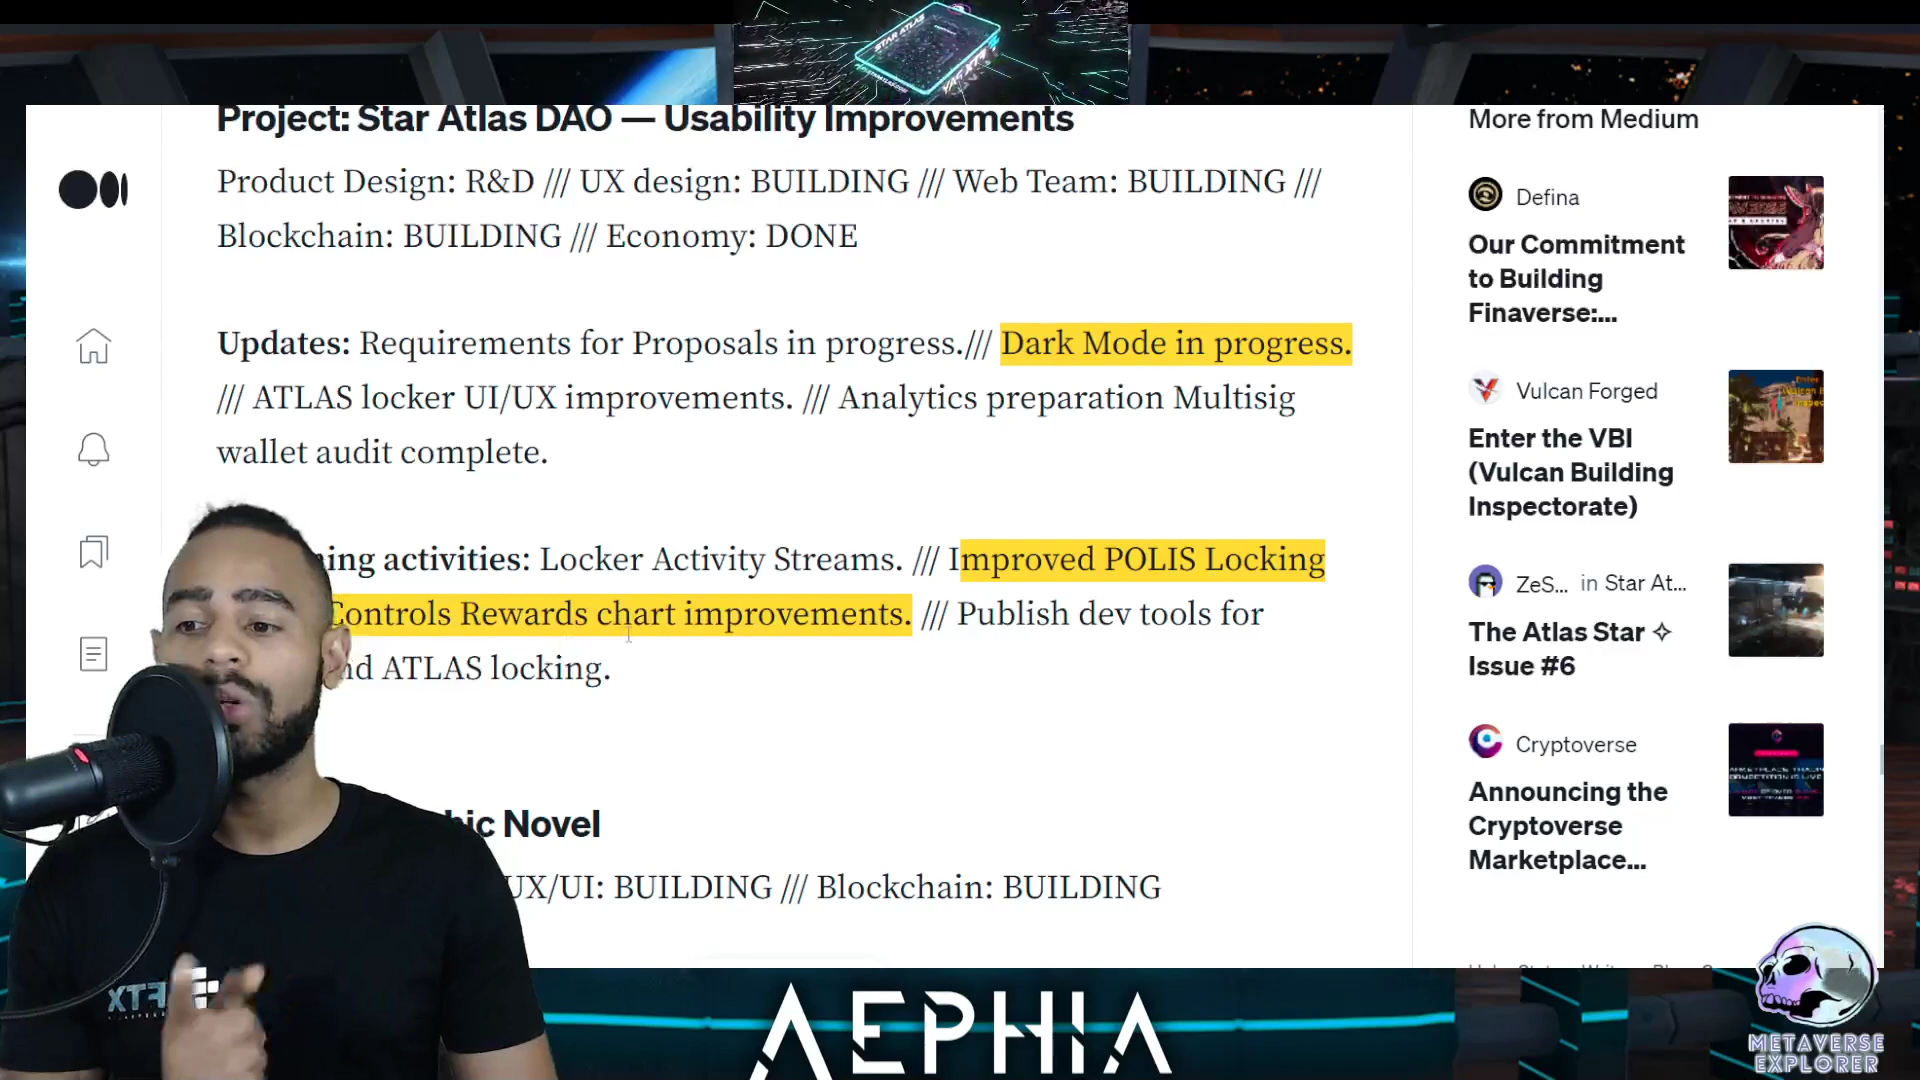 STAR ATLAS
Project: Star Atlas DAO — Usability Improvements
Product Design: R&D /// UX design: BUILDING /// Web Team: BUILDING ///
Blockchain: BUILDING /// Economy: DONE
Updates: Requirements for Proposals in progress./// Dark Mode in progress.
/// ATLAS locker UI/UX improvements. /// Analytics preparation Multisig
wallet audit complete.
ning activities: Locker Activity Streams. /// Improved POLIS Locking
Controls Rewards chart improvements. /// Publish dev tools for
nd ATLAS locking.
hic Novel
UX/UI: BUILDING /// Blockchain: BUILDING
More from Medium
Defina
Our Commitment
to Building
Finaverse:...
Vulcan Forged
Enter the VBI
(Vulcan Building
Inspectorate)
ZeS... in Star At...
The Atlas Star ✧
Issue #6
Cryptoverse
Announcing the
Cryptoverse
Marketplace...
AEPHIA
METAVERSE
EXPLORER